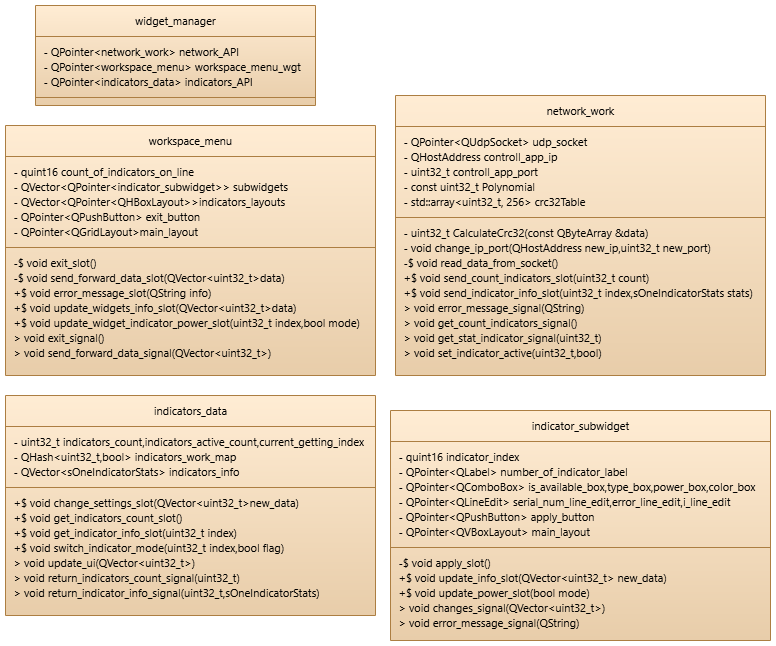 widget_manager
- QPointer<network_work> network_API
- QPointer<workspace_menu> workspace_menu_wgt
- QPointer<indicators_data> indicators_API
workspace_menu
- quint16 count_of_indicators_on_line
- QVector<QPointer<indicator_subwidget>> subwidgets
- QVector<QPointer<QHBoxLayout>>indicators_layouts
- QPointer<QPushButton> exit_button
- QPointer<QGridLayout>main_layout
-$ void exit_slot()
-$ void send_forward_data_slot(QVector<uint32_t>data)
+$ void error_message_slot(QString info)
+$ void update_widgets_info_slot(QVector<uint32_t>data)
+$ void update_widget_indicator_power_slot(uint32_t index,bool mode)
> void exit_signal()
> void send_forward_data_signal(QVector<uint32_t>)
network_work
- QPointer<QUdpSocket> udp_socket
- QHostAddress controll_app_ip
- uint32_t controll_app_port
- const uint32_t Polynomial
- std::array<uint32_t, 256> crc32Table
- uint32_t CalculateCrc32(const QByteArray &data)
- void change_ip_port(QHostAddress new_ip,uint32_t new_port)
-$ void read_data_from_socket()
+$ void send_count_indicators_slot(uint32_t count)
+$ void send_indicator_info_slot(uint32_t index,sOneIndicatorStats stats)
> void error_message_signal(QString)
> void get_count_indicators_signal()
> void get_stat_indicator_signal(uint32_t)
> void set_indicator_active(uint32_t,bool)
indicators_data
- uint32_t indicators_count,indicators_active_count,current_getting_index
- QHash<uint32_t,bool> indicators_work_map
- QVector<sOneIndicatorStats> indicators_info
+$ void change_settings_slot(QVector<uint32_t>new_data)
+$ void get_indicators_count_slot()
+$ void get_indicator_info_slot(uint32_t index)
+$ void switch_indicator_mode(uint32_t index,bool flag)
> void update_ui(QVector<uint32_t>)
> void return_indicators_count_signal(uint32_t)
> void return_indicator_info_signal(uint32_t,sOneIndicatorStats)
indicator_subwidget
- quint16 indicator_index
- QPointer<QLabel> number_of_indicator_label
- QPointer<QComboBox> is_available_box,type_box,power_box,color_box
- QPointer<QLineEdit> serial_num_line_edit,error_line_edit,i_line_edit
- QPointer<QPushButton> apply_button
- QPointer<QVBoxLayout> main_layout
-$ void apply_slot()
+$ void update_info_slot(QVector<uint32_t> new_data)
+$ void update_power_slot(bool mode)
> void changes_signal(QVector<uint32_t>)
> void error_message_signal(QString)